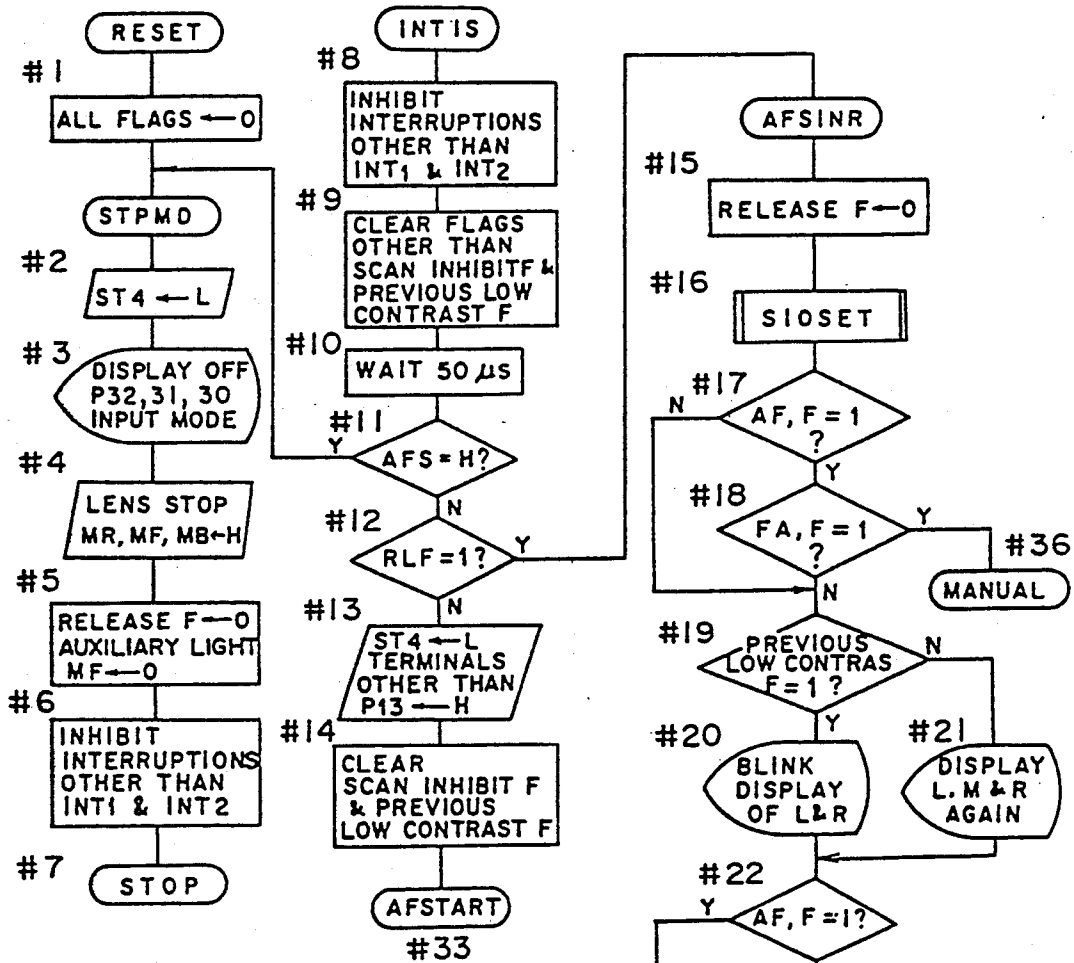 RESET
#1
ALL FLAGS ←0
STPMD
#2
ST4 ← L
#3
DISPLAY OFF
P32,31, 30
INPUT MODE
#4
LENS STOP
MR, MF, MB←H
#5
RELEASE F←0
AUXILIARY LIGHT
MF←0
#6
INHIBIT
INTERRUPTIONS
OTHER THAN
INT1 & INT2
#7
STOP
INTIS
#8
INHIBIT
INTERRUPTIONS
OTHER THAN
INT1 & INT2
#9
CLEAR FLAGS
OTHER THAN
SCAN INHIBITF &
PREVIOUS LOW
CONTRAST F
#10
WAIT 50 µs
#11
Y
AFS = H?
N
#12
RLF=1?
Y
N
#13
ST4←L
TERMINALS
OTHER THAN
P13 ←H
#14
CLEAR
SCAN INHIBIT F
& PREVIOUS
LOW CONTRAST F
AFSTART
#33
AFSINR
#15
RELEASE F←0
#16
SIOSET
#17
N
AF, F = 1
?
Y
#18
FA, F = 1
?
Y
N
#36
MANUAL
#19
PREVIOUS
LOW CONTRAS
F=1 ?
N
Y
#20
BLINK
DISPLAY
OF L&R
#21
DISPLAY
L. M & R
AGAIN
#22
Y
AF, F=1?